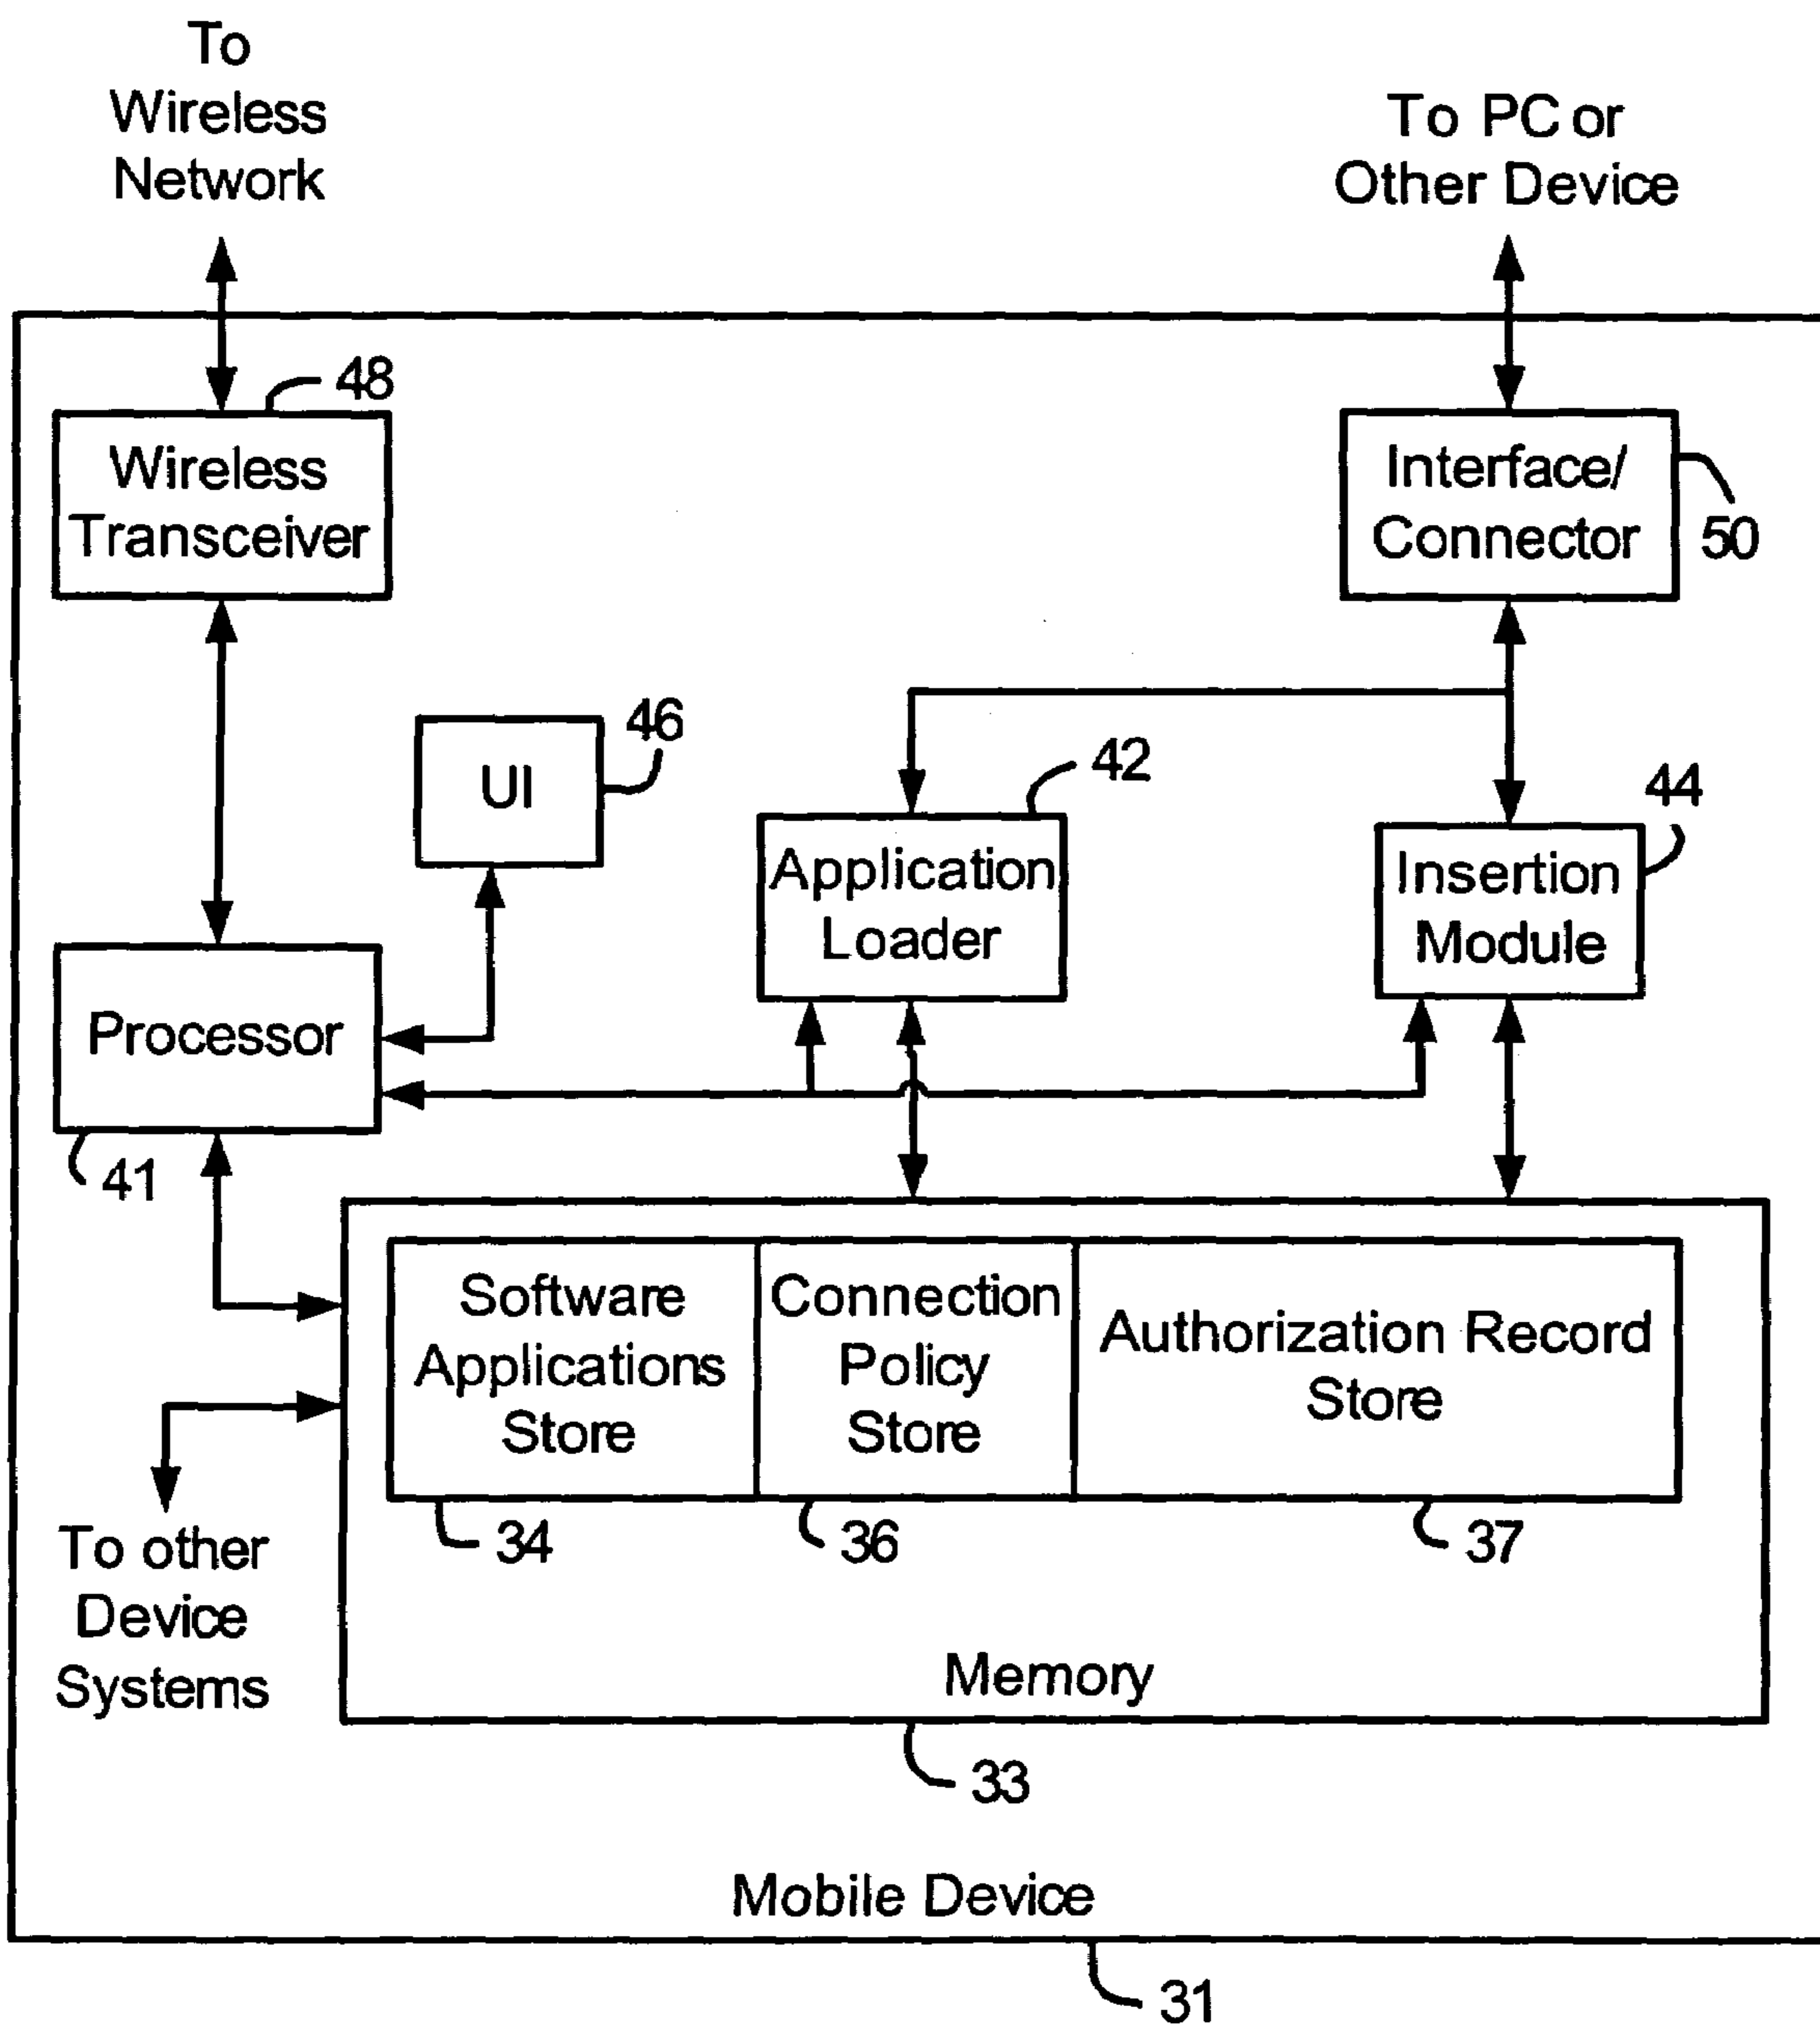 To
Wireless
Network
To PC or
Other Device
48
Wireless
Transceiver
Interface/
Connector
50
46
UI
42
44
Application
Loader
Insertion
Module
Processor
41
Software
Applications
Store
Connection
Policy
Store
Authorization Record
Store
34
36
37
To other
Device
Systems
Memory
33
Mobile Device
31